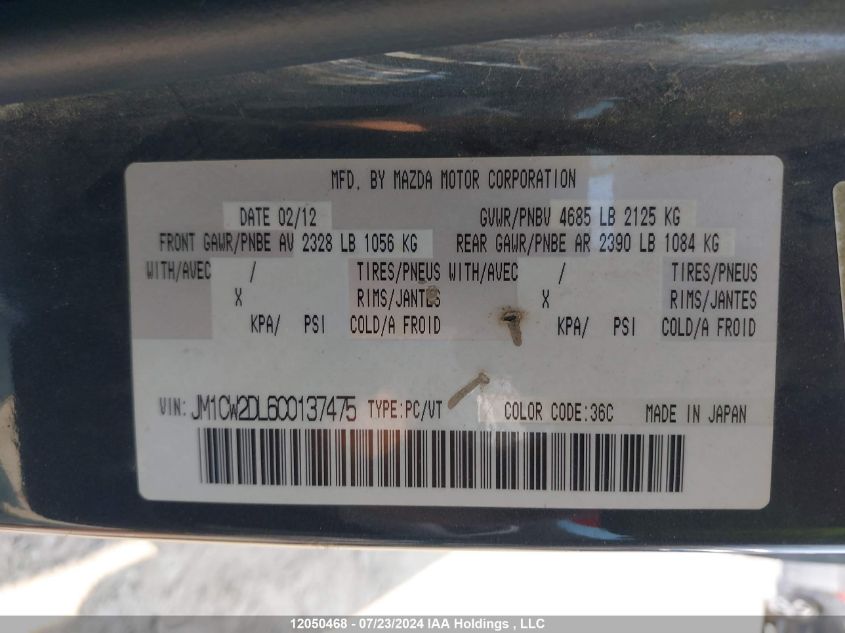 MFD. BY MAZDA MOTOR CORPORATION
DATE 02/12 GVWR/PNBV 4685 LB 2125 KG
FRONT GAWR/PNBE AV 2328 LB 1056 KG REAR GAWR/PNBE AR 2390 LB 1084 KG
WITH/AVEC / TIRES/PNEUS WITH/AVEC / TIRES/PNEUS
X RIMS/JANTES X RIMS/JANTES
KPA/ PSI COLD/A FROID KPA/ PSI COLD/A FROID
VIN: JM1CW2DL6C0137475 TYPE:PC/VT COLOR CODE:36C MADE IN JAPAN
12050468 - 07/23/2024 IAA Holdings , LLC